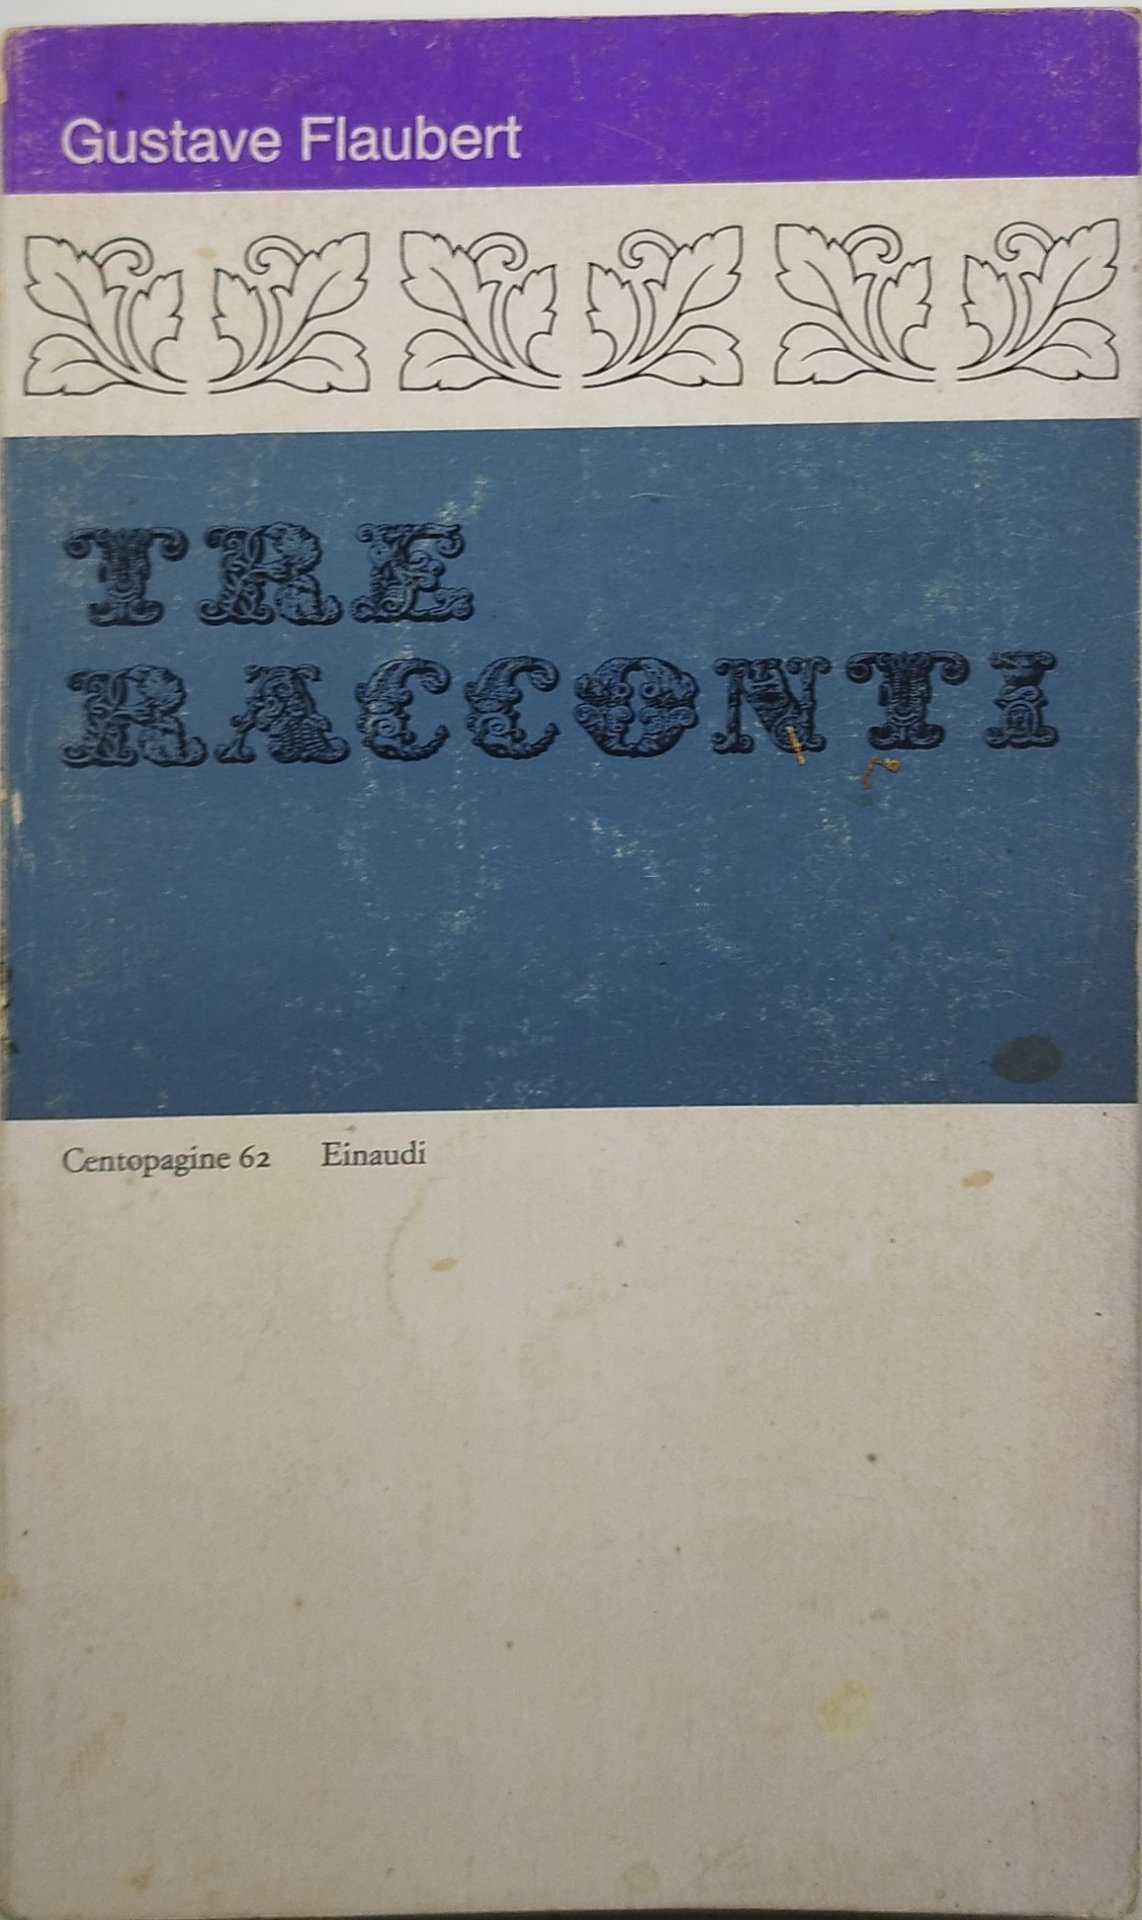 Gustave Flaubert
TRE
RACCONTI
Centopagine 62 Einaudi